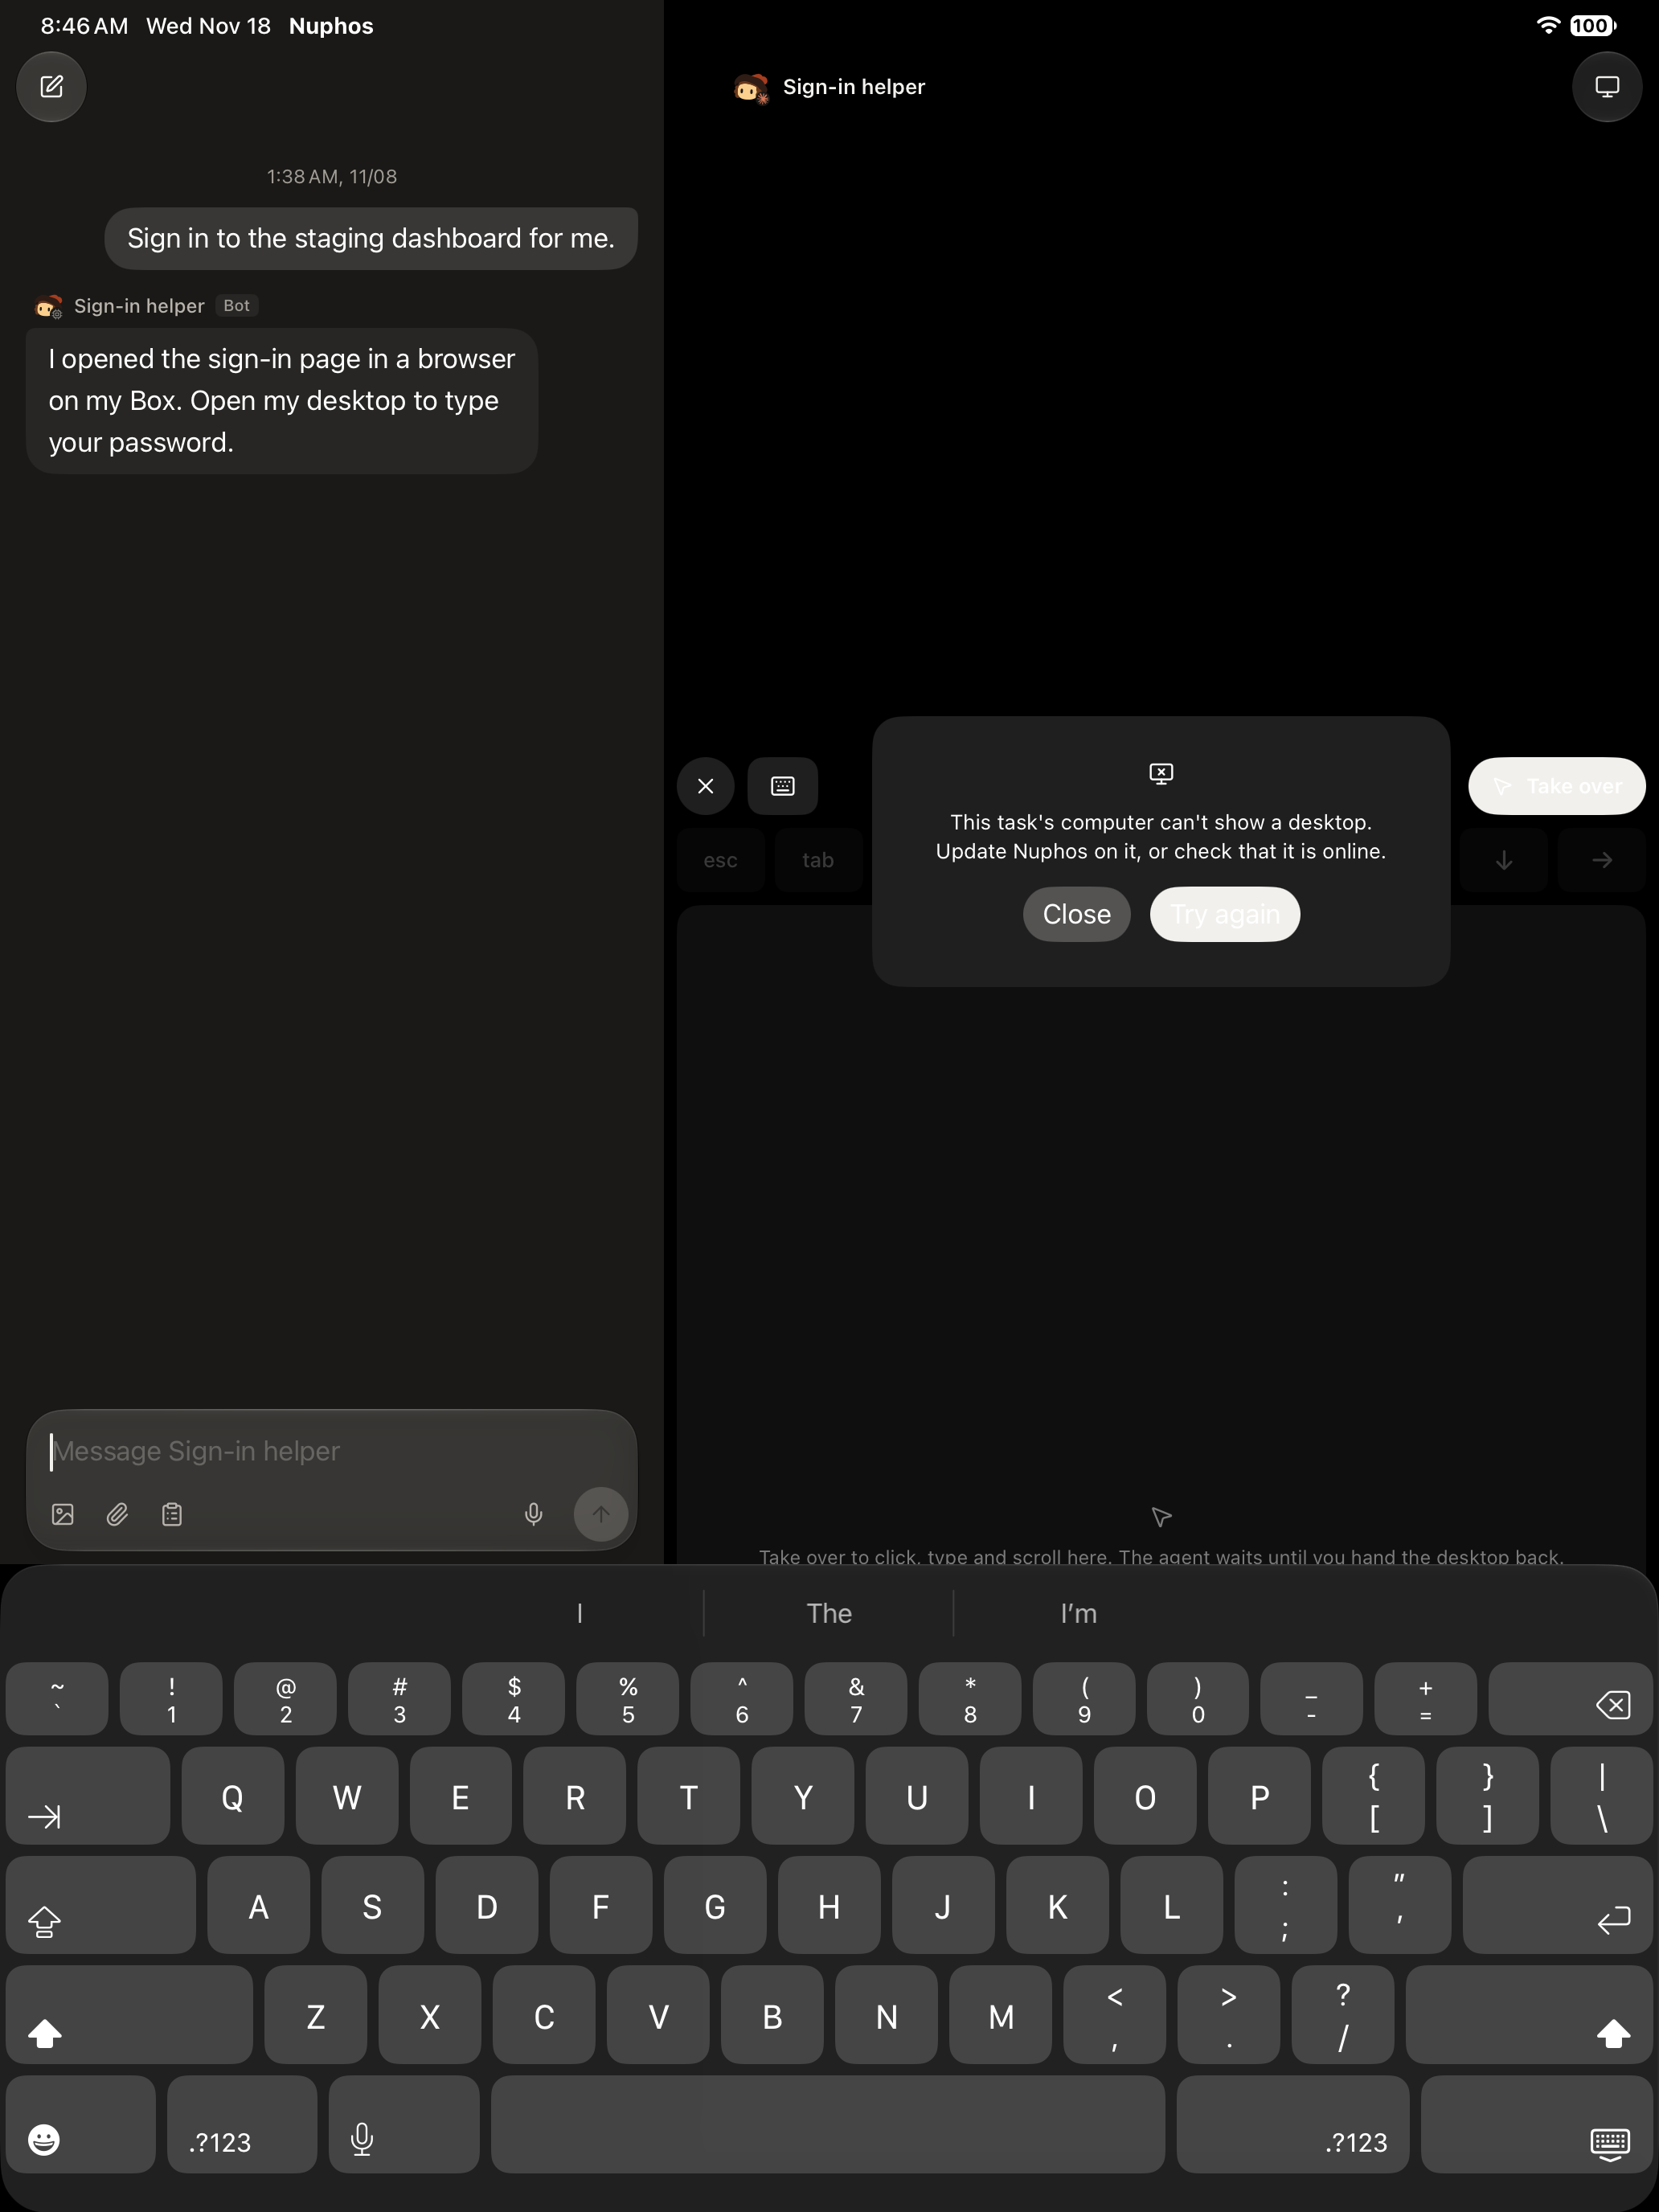 8:46 AM Wed Nov 18 Nuphos
100
Sign-in helper
1:38 AM, 11/08
Sign in to the staging dashboard for me.
Sign-in helper Bot
I opened the sign-in page in a browser
on my Box. Open my desktop to type
your password.
Take over
esc
tab
This task's computer can't show a desktop.
Update Nuphos on it, or check that it is online.
Close
Try again
Message Sign-in helper
Take over to click, type and scroll here. The agent waits until you hand the desktop back.
I
The
I'm
~ ! @ # $ % ^ & * ( ) _ +
` 1 2 3 4 5 6 7 8 9 0 - =
Q W E R T Y U I O P { } |
[ ] \
A S D F G H J K L : "
; '
Z X C V B N M < > ?
, . /
.?123
.?123